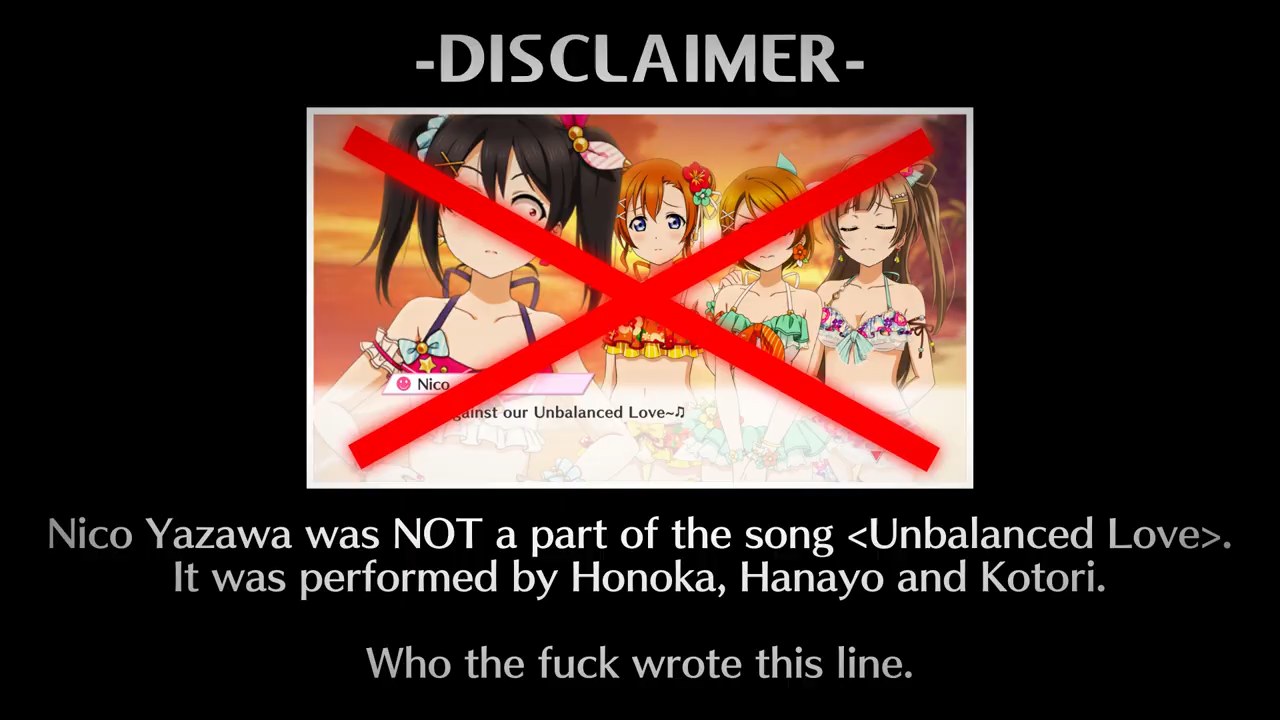 -DISCLAIMER-
Nico
our Unbalanced Love~♫
Nico Yazawa was NOT a part of the song <Unbalanced Love>.
It was performed by Honoka, Hanayo and Kotori.
Who the fuck wrote this line.